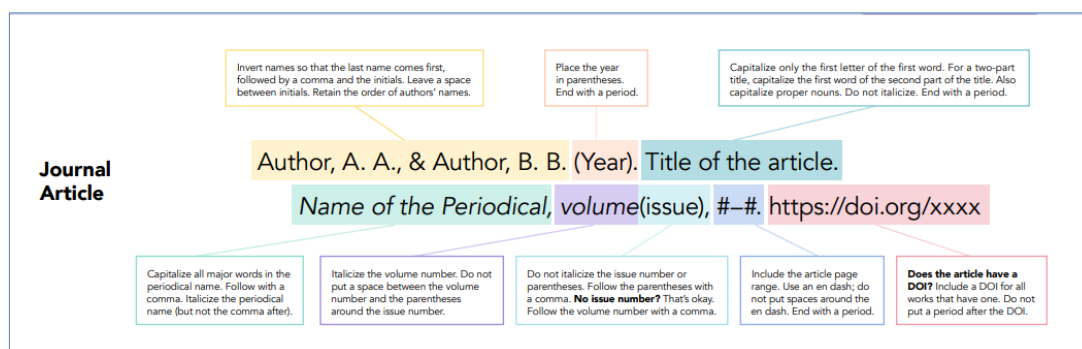 Invert names so that the last name comes first,
followed by a comma and the initials. Leave a space
between initials. Retain the order of authors' names.
Place the year
in parentheses.
End with a period.
Capitalize only the first letter of the first word. For a two-part
title, capitalize the first word of the second part of the title. Also
capitalize proper nouns. Do not italicize. End with a period.
Journal
Article
Author, A. A., & Author, B. B. (Year). Title of the article.
Name of the Periodical, volume(issue), #–#. https://doi.org/xxxx
Capitalize all major words in the
periodical name. Follow with a
comma. Italicize the periodical
name (but not the comma after).
Italicize the volume number. Do not
put a space between the volume
number and the parentheses
around the issue number.
Do not italicize the issue number or
parentheses. Follow the parentheses with
a comma. No issue number? That's okay.
Follow the volume number with a comma.
Include the article page
range. Use an en dash; do
not put spaces around the
en dash. End with a period.
Does the article have a
DOI? Include a DOI for all
works that have one. Do not
put a period after the DOI.